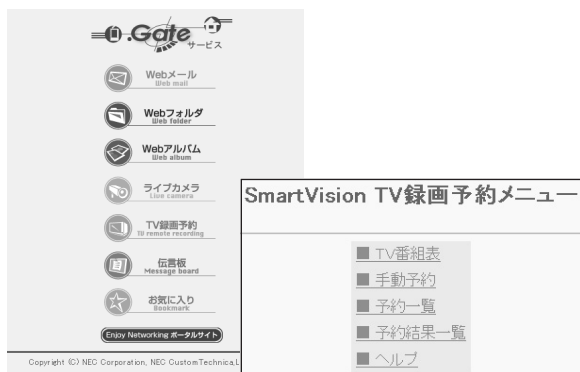 .Gate
サービス
Webメール
Web mail
Webフォルダ
Web folder
Webアルバム
Web album
ライブカメラ
Live camera
TV録画予約
TV remote recording
伝言板
Message board
お気に入り
Bookmark
Enjoy Networking ポータルサイト
Copyright (C) NEC Corporation, NEC CustomTechnica,L
SmartVision TV録画予約メニュー
■ TV番組表
■ 手動予約
■ 予約一覧
■ 予約結果一覧
■ ヘルプ